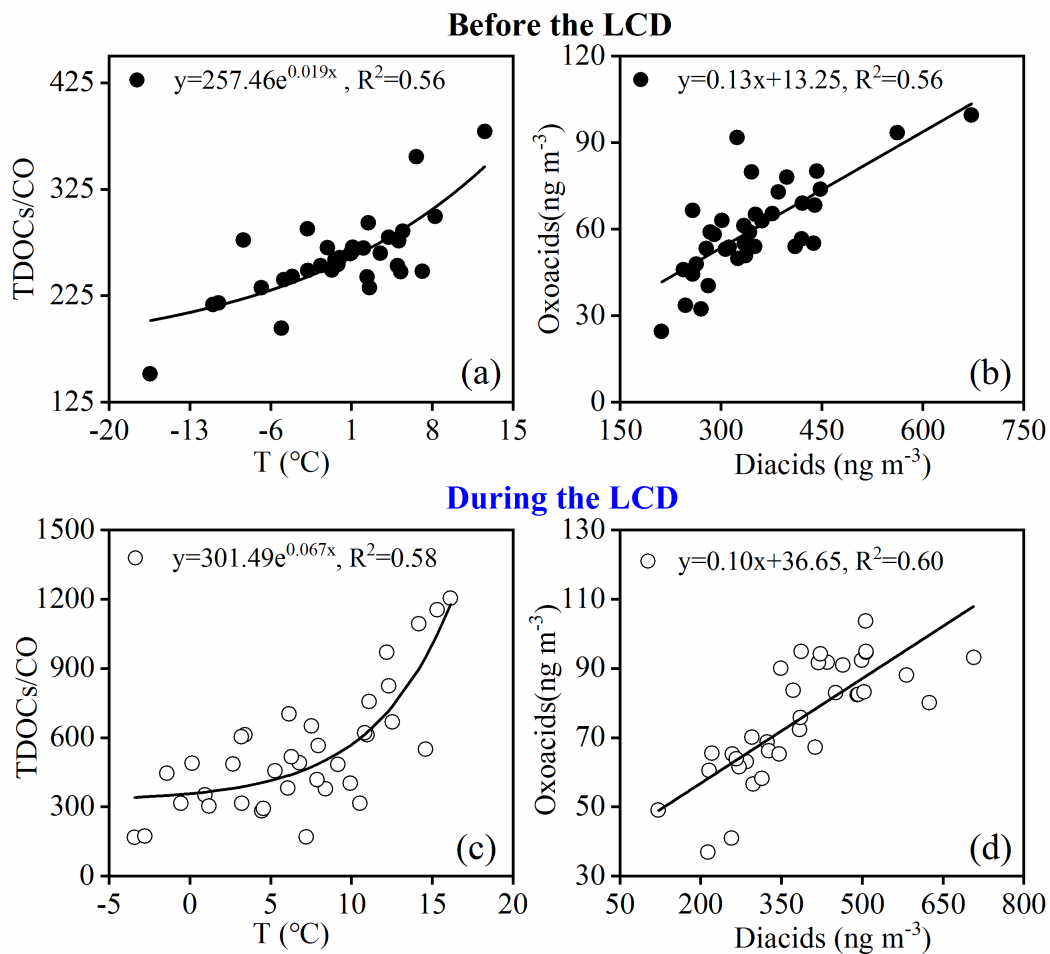 Before the LCD
y=257.46e^0.019x , R²=0.56
TDOCs/CO
425
325
225
125
-20 -13 -6 1 8 15
T (℃)
(a)
y=0.13x+13.25, R²=0.56
Oxoacids(ng m⁻³)
120
90
60
30
0
150 300 450 600 750
Diacids (ng m⁻³)
(b)
During the LCD
y=301.49e^0.067x, R²=0.58
TDOCs/CO
1500
1200
900
600
300
0
-5 0 5 10 15 20
T (℃)
(c)
y=0.10x+36.65, R²=0.60
Oxoacids(ng m⁻³)
130
110
90
70
50
30
50 200 350 500 650 800
Diacids (ng m⁻³)
(d)